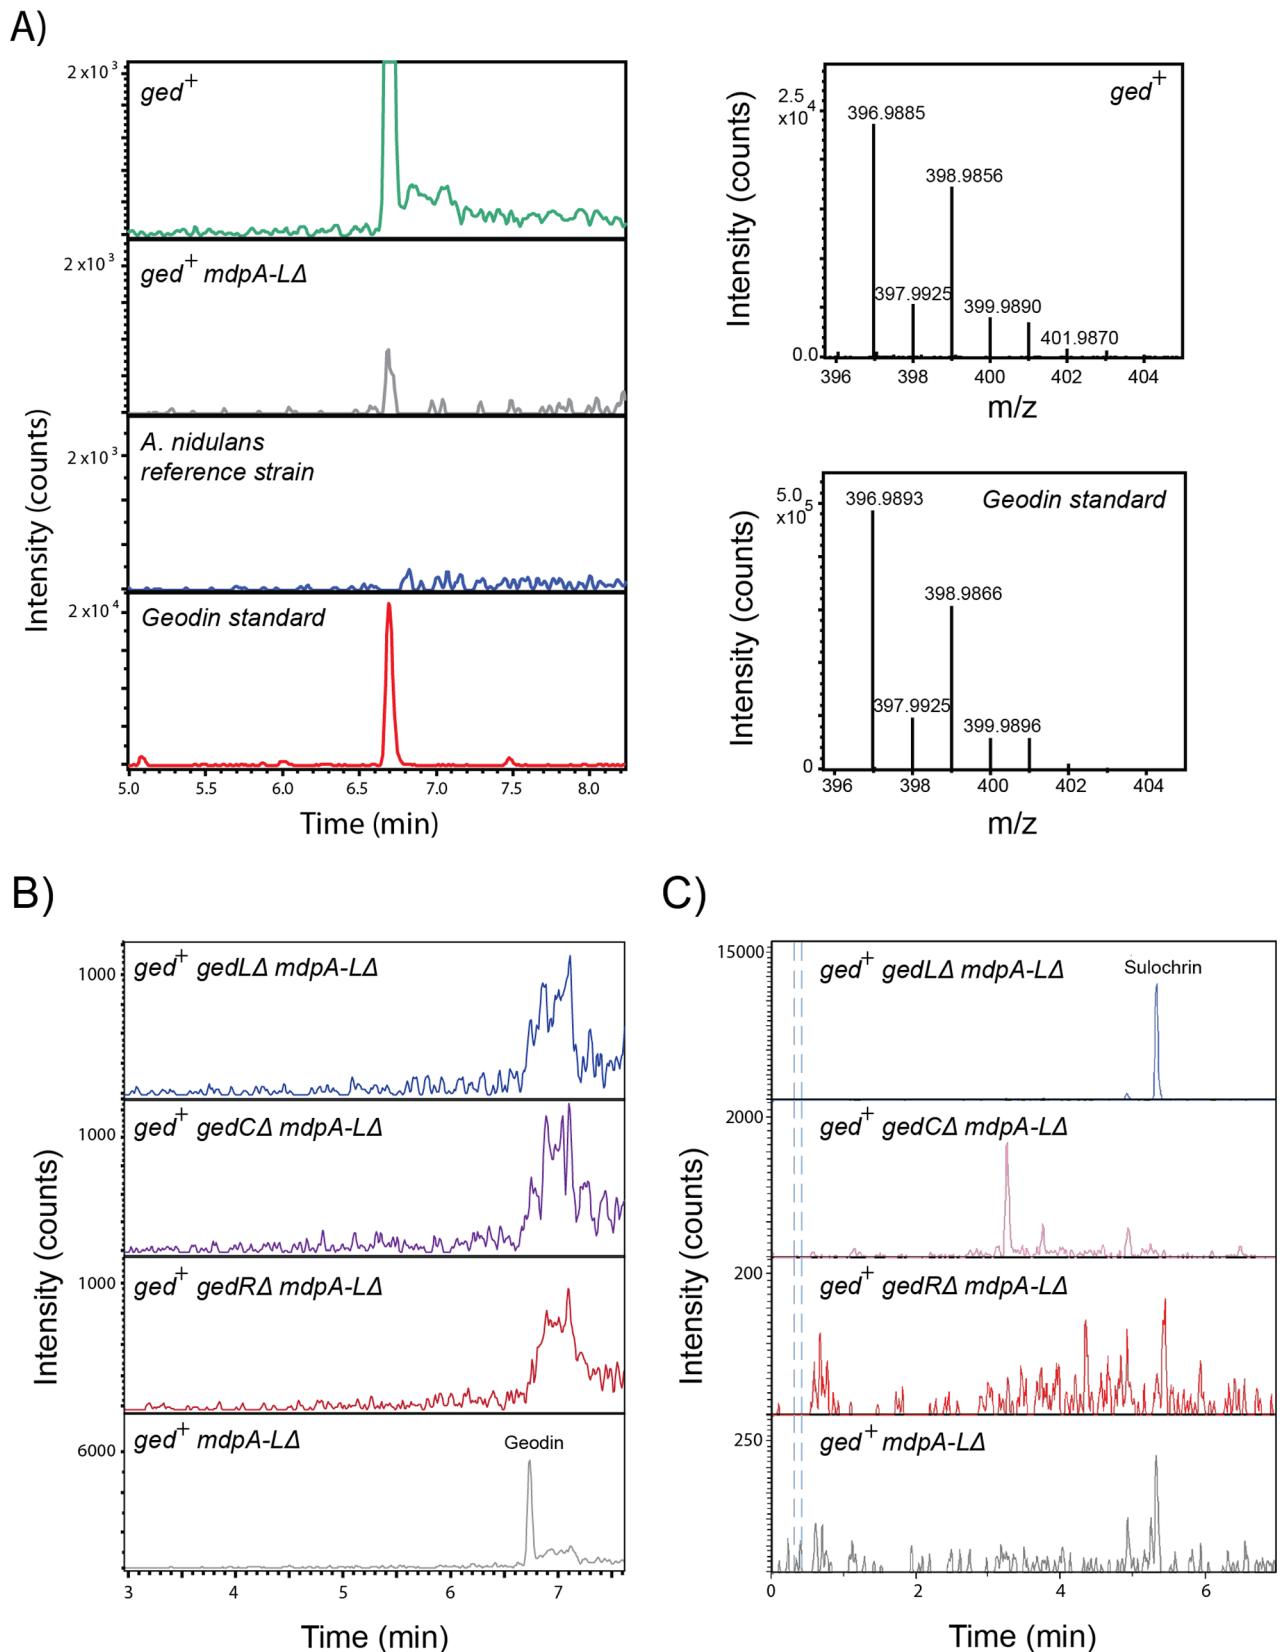 A)
2 x10³
ged⁺
2 x10³
ged⁺ mdpA-LΔ
2 x10³
A. nidulans
reference strain
2 x10⁴
Geodin standard
Intensity (counts)
5.0 5.5 6.0 6.5 7.0 7.5 8.0
Time (min)
2.5
x10⁴
ged⁺
396.9885
398.9856
397.9925
399.9890
401.9870
0.0
Intensity (counts)
396 398 400 402 404
m/z
5.0
x10⁵
Geodin standard
396.9893
398.9866
397.9925
399.9896
0
Intensity (counts)
396 398 400 402 404
m/z
B)
1000
ged⁺ gedLΔ mdpA-LΔ
1000
ged⁺ gedCΔ mdpA-LΔ
1000
ged⁺ gedRΔ mdpA-LΔ
6000
ged⁺ mdpA-LΔ
Geodin
Intensity (counts)
3 4 5 6 7
Time (min)
C)
15000
ged⁺ gedLΔ mdpA-LΔ
Sulochrin
2000
ged⁺ gedCΔ mdpA-LΔ
200
ged⁺ gedRΔ mdpA-LΔ
250
ged⁺ mdpA-LΔ
Intensity (counts)
0 2 4 6
Time (min)